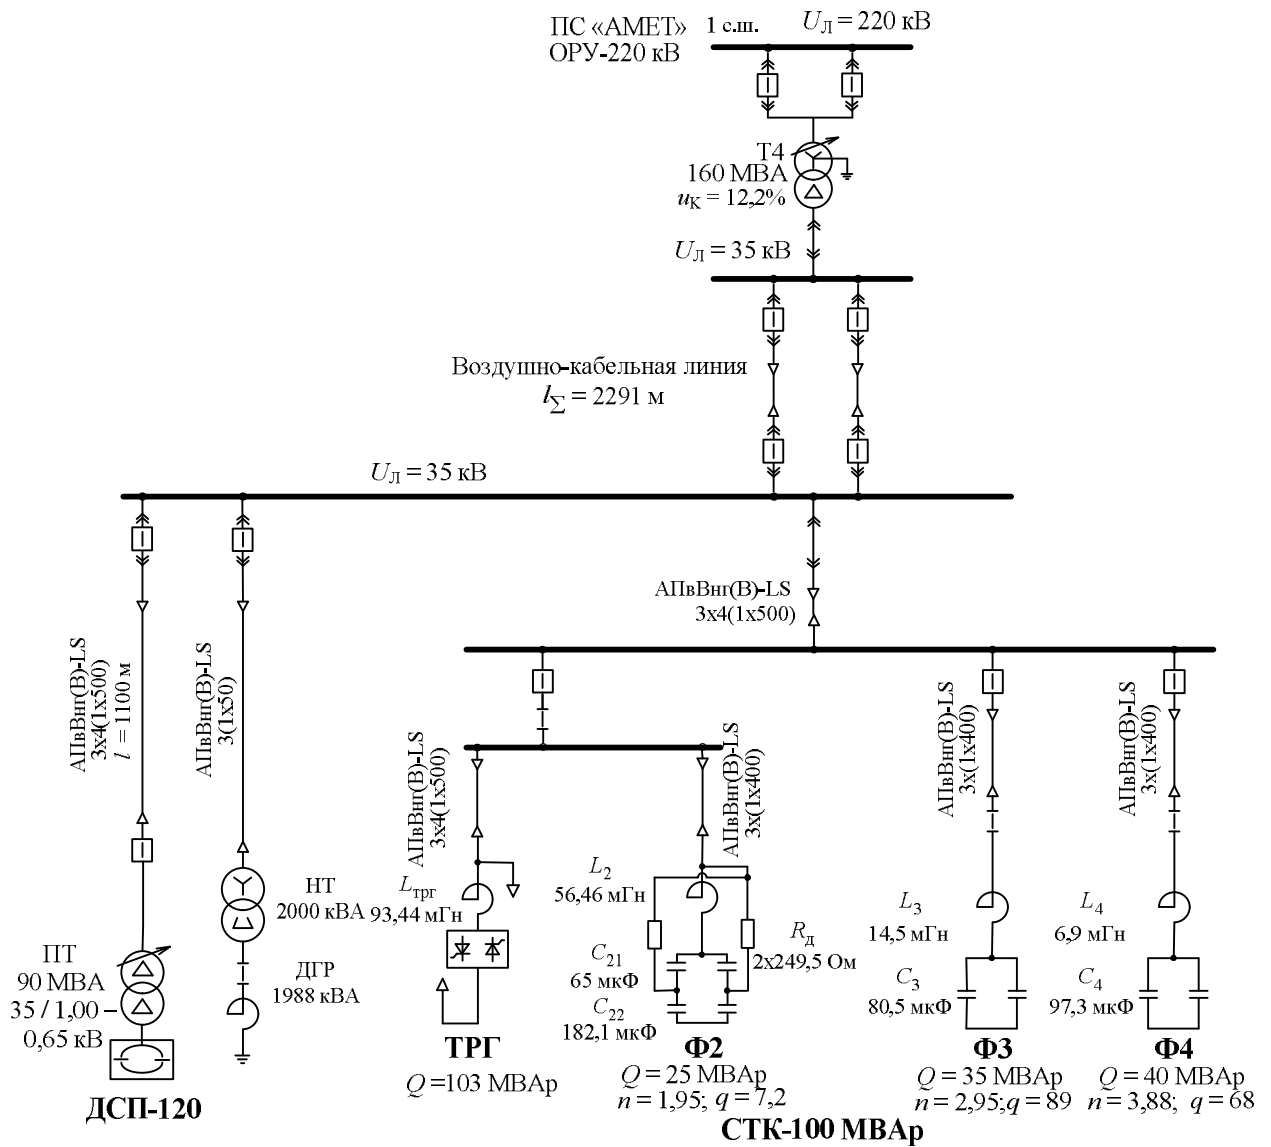 ПС «АМЕТ»
ОРУ-220 кВ
1 с.ш.
Uл = 220 кВ
Т4
160 МВА
uк = 12,2%
Uл = 35 кВ
Воздушно-кабельная линия
lΣ = 2291 м
Uл = 35 кВ
АПвВнг(В)-LS
3х4(1х500)
АПвВнг(В)-LS
3х4(1х500)
l = 1100 м
АПвВнг(В)-LS
3(1х50)
АПвВнг(В)-LS
3х4(1х500)
АПвВнг(В)-LS
3х(1х400)
АПвВнг(В)-LS
3х(1х400)
АПвВнг(В)-LS
3х(1х400)
ПТ
90 МВА
35 / 1,00 –
0,65 кВ
ДСП-120
НТ
2000 кВА
ДГР
1988 кВА
Lтрг
93,44 мГн
ТРГ
Q =103 МВАр
L2
56,46 мГн
C21
65 мкФ
C22
182,1 мкФ
Rд
2х249,5 Ом
Ф2
Q = 25 МВАр
n = 1,95; q = 7,2
L3
14,5 мГн
C3
80,5 мкФ
Ф3
Q = 35 МВАр
n = 2,95; q = 89
L4
6,9 мГн
C4
97,3 мкФ
Ф4
Q = 40 МВАр
n = 3,88; q = 68
СТК-100 МВАр